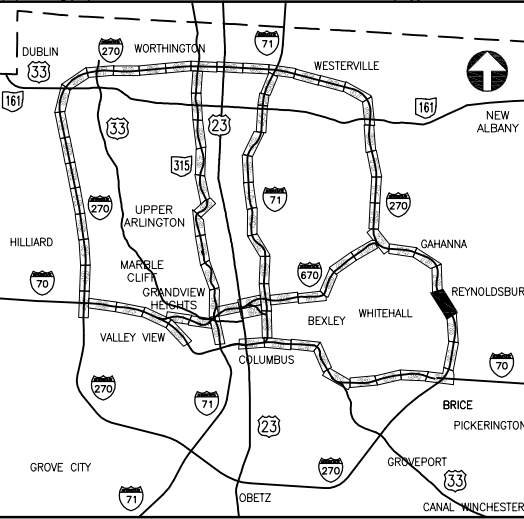 DUBLIN
270
WORTHINGTON
71
33
WESTERVILLE
161
161
33
23
NEW
ALBANY
315
270
71
270
UPPER
ARLINGTON
HILLIARD
GAHANNA
MARBLE
CLIFF
70
670
GRANDVIEW
HEIGHTS
REYNOLDSBUR
BEXLEY
WHITEHALL
VALLEY VIEW
COLUMBUS
70
270
71
BRICE
23
PICKERINGTON
GROVE CITY
270
GROVEPORT
33
71
OBETZ
CANAL WINCHESTER